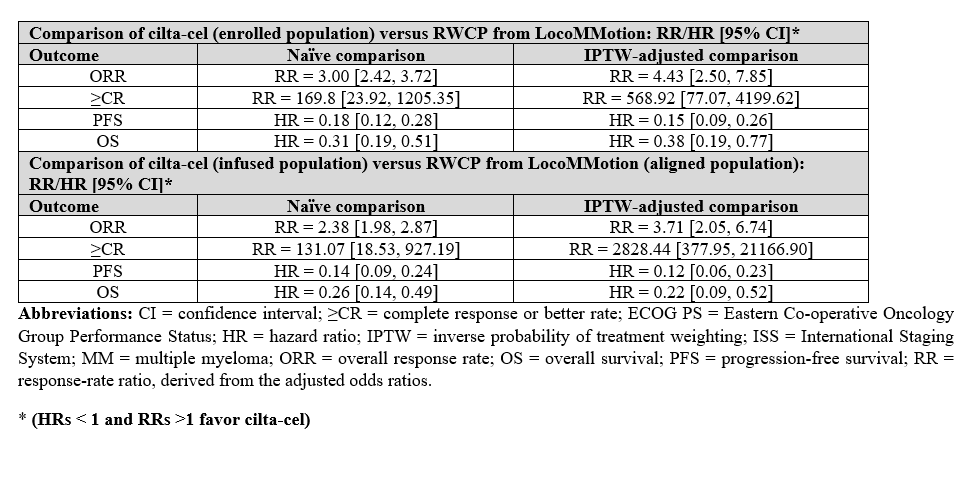 Comparison of cilta-cel (enrolled population) versus RWCP from LocoMMotion: RR/HR [95% CI]*
Outcome Naïve comparison IPTW-adjusted comparison
ORR RR = 3.00 [2.42, 3.72] RR = 4.43 [2.50, 7.85]
≥CR RR = 169.8 [23.92, 1205.35] RR = 568.92 [77.07, 4199.62]
PFS HR = 0.18 [0.12, 0.28] HR = 0.15 [0.09, 0.26]
OS HR = 0.31 [0.19, 0.51] HR = 0.38 [0.19, 0.77]
Comparison of cilta-cel (infused population) versus RWCP from LocoMMotion (aligned population):
RR/HR [95% CI]*
Outcome Naïve comparison IPTW-adjusted comparison
ORR RR = 2.38 [1.98, 2.87] RR = 3.71 [2.05, 6.74]
≥CR RR = 131.07 [18.53, 927.19] RR = 2828.44 [377.95, 21166.90]
PFS HR = 0.14 [0.09, 0.24] HR = 0.12 [0.06, 0.23]
OS HR = 0.26 [0.14, 0.49] HR = 0.22 [0.09, 0.52]
Abbreviations: CI = confidence interval; ≥CR = complete response or better rate; ECOG PS = Eastern Co-operative Oncology
Group Performance Status; HR = hazard ratio; IPTW = inverse probability of treatment weighting; ISS = International Staging
System; MM = multiple myeloma; ORR = overall response rate; OS = overall survival; PFS = progression-free survival; RR =
response-rate ratio, derived from the adjusted odds ratios.
* (HRs < 1 and RRs >1 favor cilta-cel)